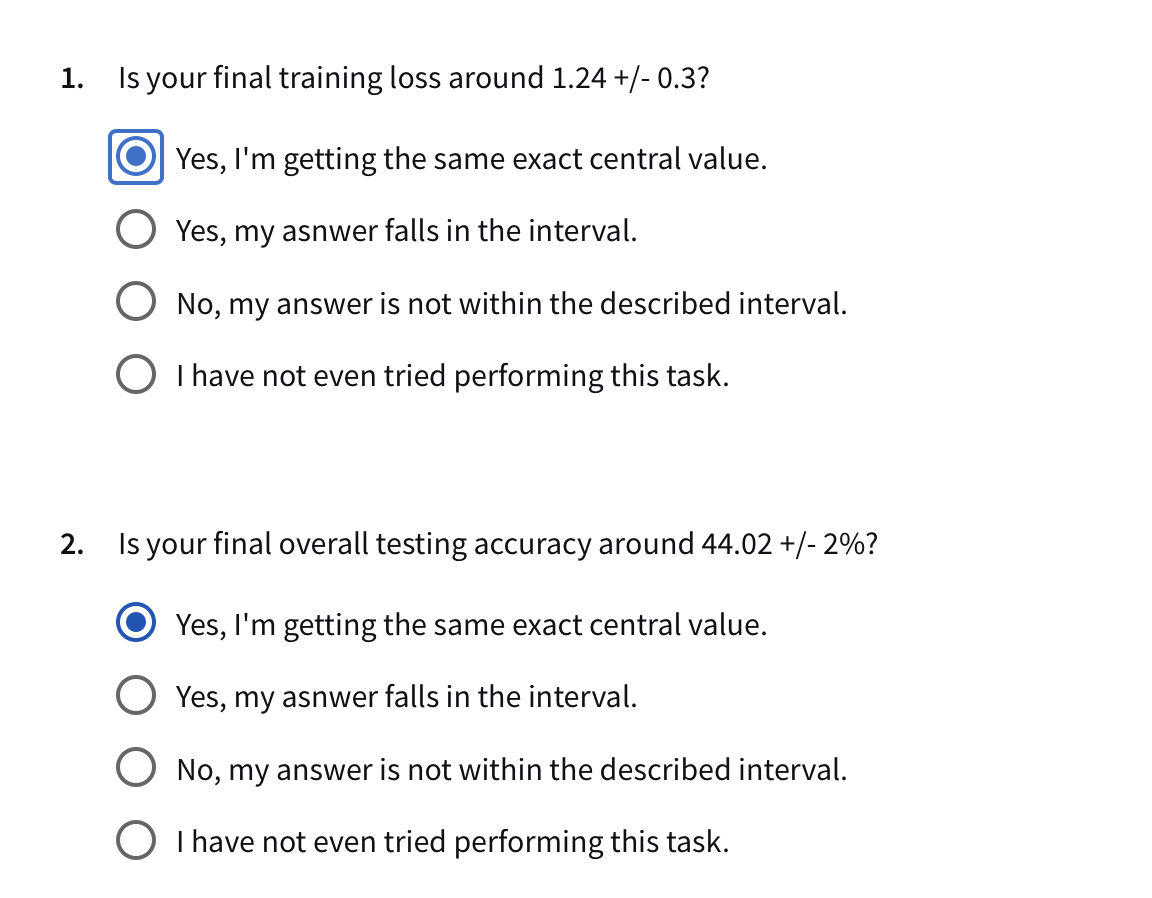 1. Is your final training loss around 1.24 +/- 0.3?
Yes, I'm getting the same exact central value.
Yes, my asnwer falls in the interval.
No, my answer is not within the described interval.
I have not even tried performing this task.
2. Is your final overall testing accuracy around 44.02 +/- 2%?
Yes, I'm getting the same exact central value.
Yes, my asnwer falls in the interval.
No, my answer is not within the described interval.
I have not even tried performing this task.